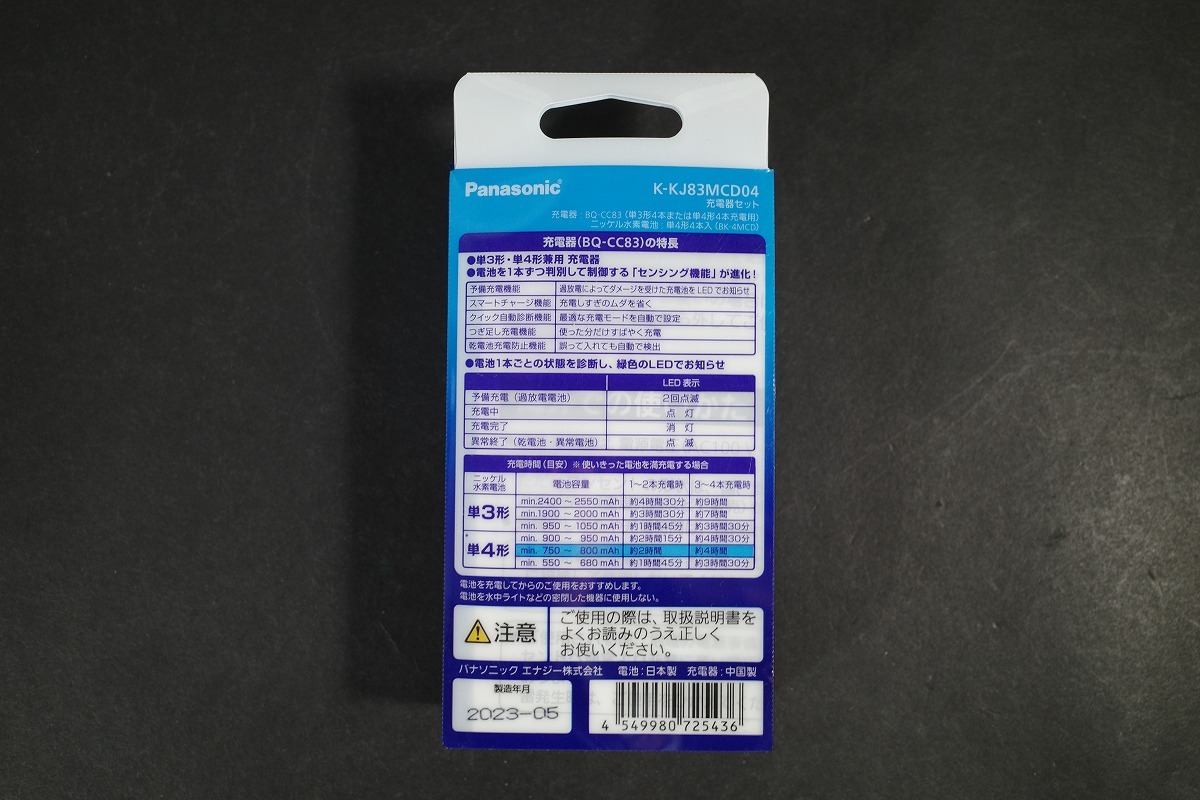 Panasonic
K-KJ83MCD04
充電器セット
充電器：BQ-CC83（単3形4本または単4形4本充電用）
ニッケル水素電池：単4形4本入（BK-4MCD）
充電器（BQ-CC83）の特長
●単3形・単4形兼用 充電器
●電池を1本ずつ判別して制御する「センシング機能」が進化！
予備充電機能 過放電によってダメージを受けた充電池をLEDでお知らせ
スマートチャージ機能 充電しすぎのムダを省く
クイック自動診断機能 最適な充電モードを自動で設定
つぎ足し充電機能 使った分だけすばやく充電
乾電池充電防止機能 誤って入れても自動で検出
●電池1本ごとの状態を診断し、緑色のLEDでお知らせ
LED表示
予備充電（過放電電池） 2回点滅
充電中 点 灯
充電完了 消 灯
異常終了（乾電池・異常電池） 点 滅
充電時間（目安）※使いきった電池を満充電する場合
ニッケル水素電池 電池容量 1～2本充電時 3～4本充電時
単3形
min.2400 ～ 2550 mAh 約4時間30分 約9時間
min.1900 ～ 2000 mAh 約3時間30分 約7時間
min. 950 ～ 1050 mAh 約1時間45分 約3時間30分
単4形
min. 900 ～ 950 mAh 約2時間15分 約4時間30分
min. 750 ～ 800 mAh 約2時間 約4時間
min. 550 ～ 680 mAh 約1時間45分 約3時間30分
電池を充電してからのご使用をおすすめします。
電池を水中ライトなどの密閉した機器に使用しない。
注意
ご使用の際は、取扱説明書を
よくお読みのうえ正しく
お使いください。
パナソニック エナジー株式会社 電池：日本製 充電器：中国製
製造年月
2023-05
4 549980 725436